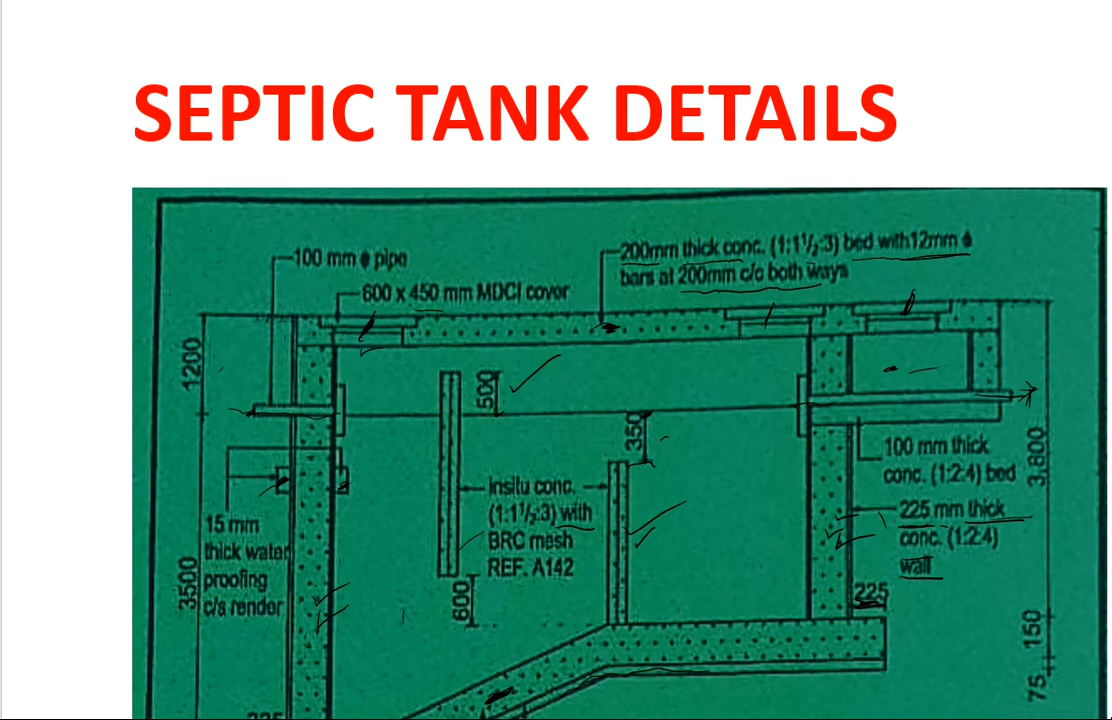 SEPTIC TANK DETAILS
100 mm ϕ pipe
200mm thick conc. (1:1½:3) bed with12mm ϕ
bars at 200mm c/c both ways
600 x 450 mm MDCI cover
1200
500
350
100 mm thick
conc. (1:2:4) bed
3,800
insitu conc.
(1:1½:3) with
BRC mesh
REF. A142
225 mm thick
conc. (1:2:4)
wall
15 mm
thick water
proofing
c/s render
3500
600
225
150
75
225